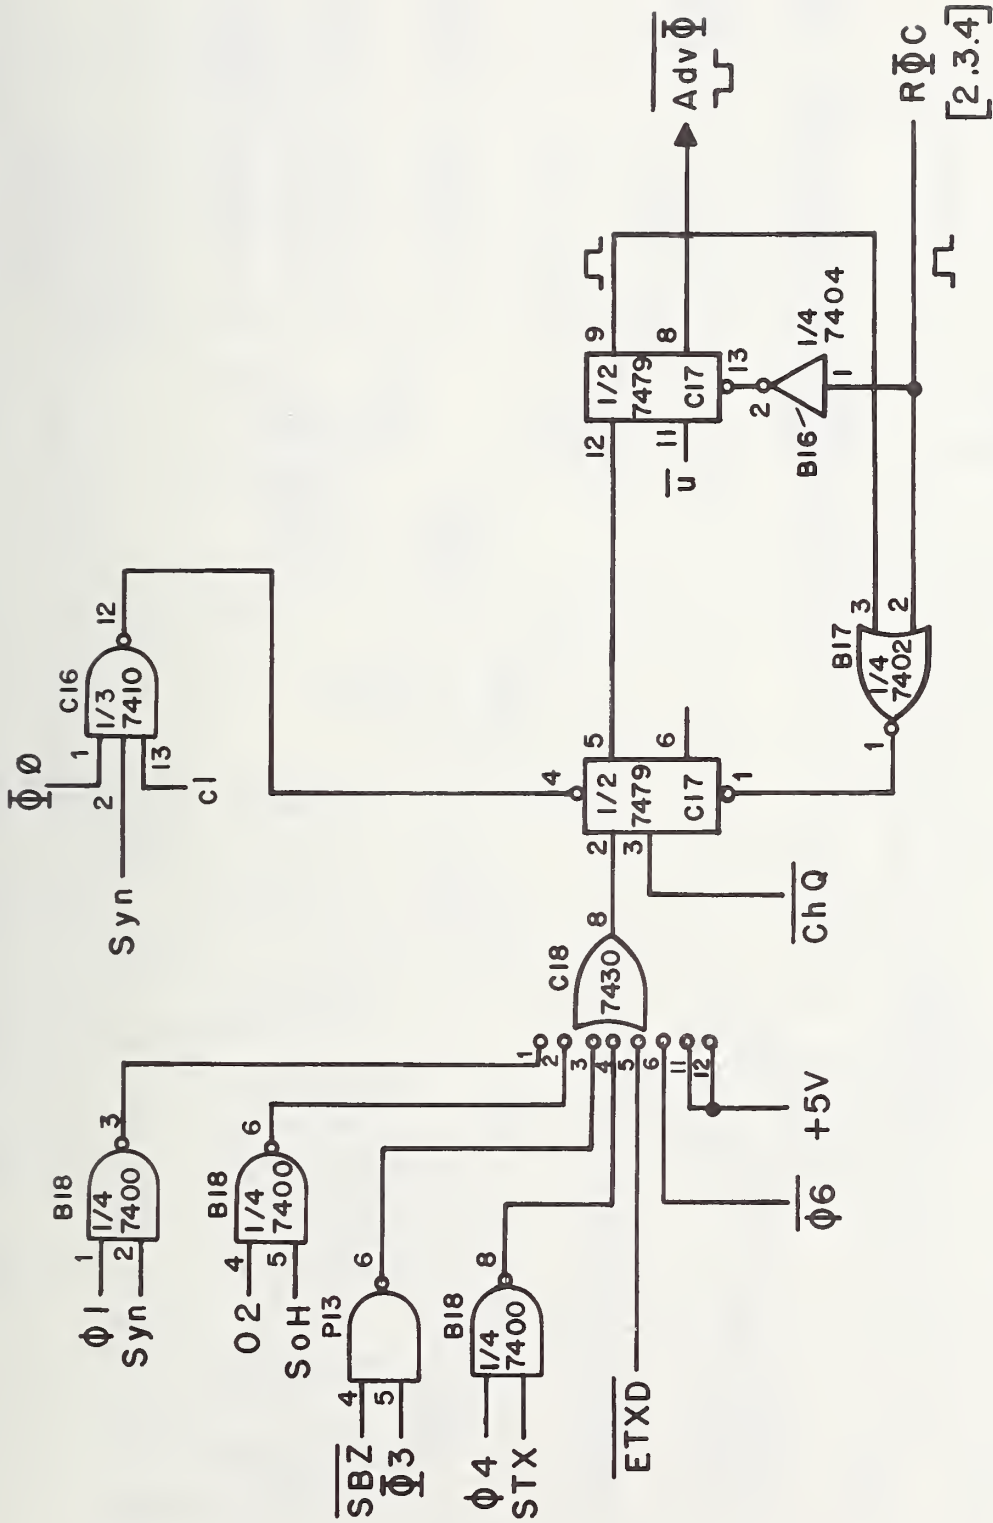 Φ Ø
1
2
Syn
13
C1
C16
1/3
7410
12
Φ 1
Syn
1
2
B18
1/4
7400
3
O2
SoH
4
5
B18
1/4
7400
6
SBZ
Φ3
4
5
P13
6
Φ4
STX
B18
1/4
7400
8
ETXD
Φ6
+5V
1
2
3
4
5
6
11
12
C18
7430
8
ChQ
2
3
4
1/2
7479
C17
5
6
1
12
11
u
1/2
7479
C17
9
8
13
2
B16
1/4
7404
1
B17
1/4
7402
3
2
1
Adv Φ
RΦC
[2.3.4]